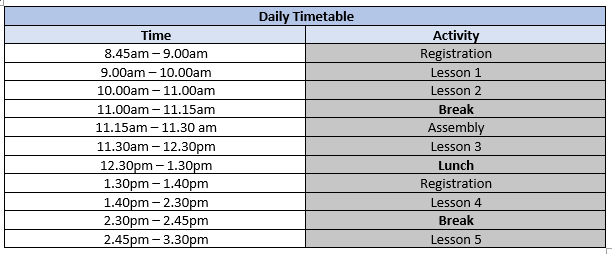 Daily Timetable
Time Activity
8.45am – 9.00am Registration
9.00am – 10.00am Lesson 1
10.00am – 11.00am Lesson 2
11.00am – 11.15am Break
11.15am – 11.30 am Assembly
11.30am – 12.30pm Lesson 3
12.30pm – 1.30pm Lunch
1.30pm – 1.40pm Registration
1.40pm – 2.30pm Lesson 4
2.30pm – 2.45pm Break
2.45pm – 3.30pm Lesson 5